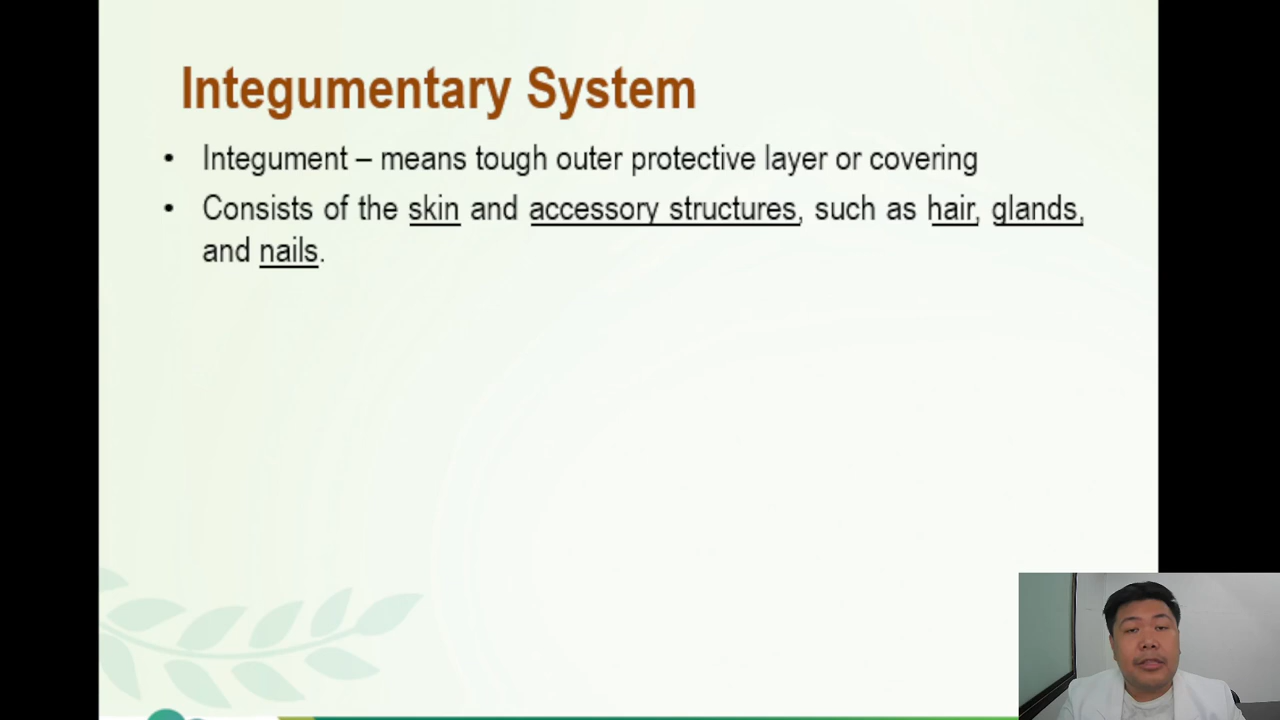 Integumentary System
• Integument – means tough outer protective layer or covering
• Consists of the skin and accessory structures, such as hair, glands,
and nails.